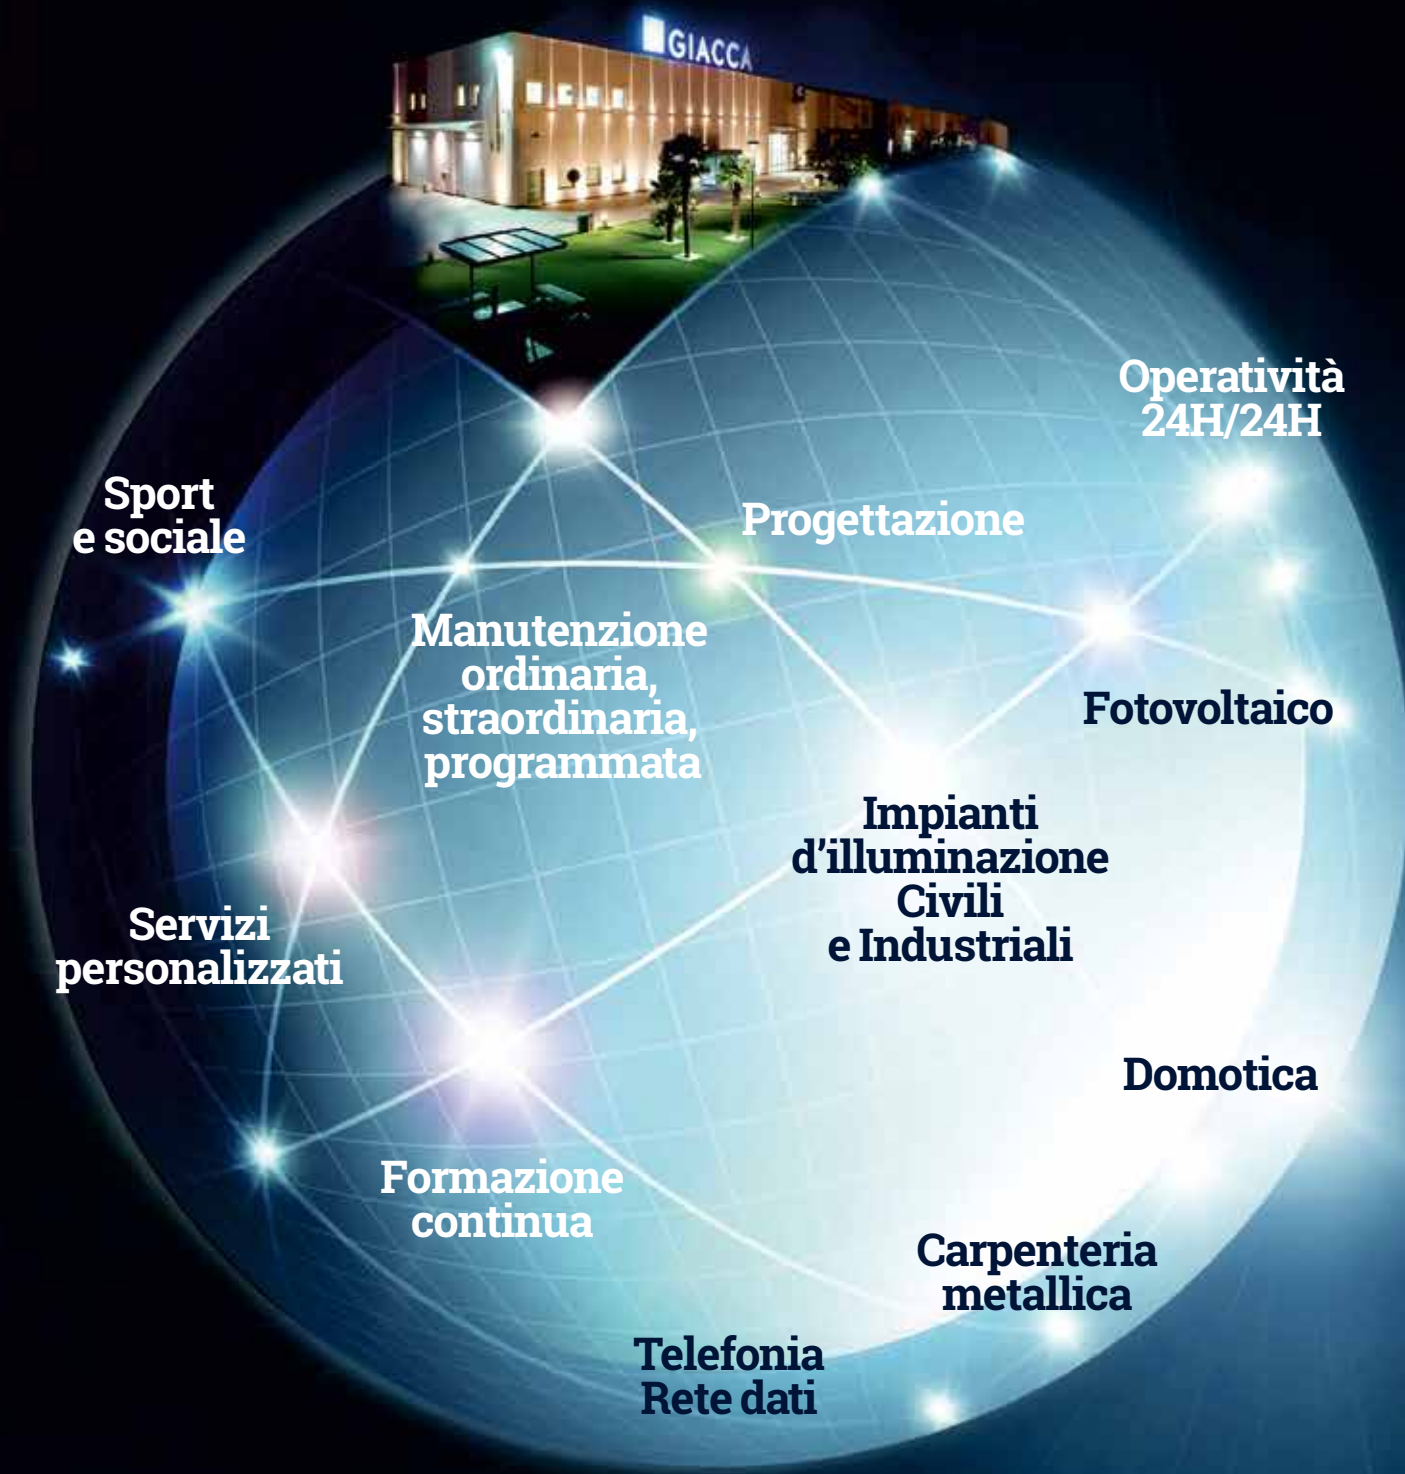 GIACCA
Operatività
24H/24H
Sport
e sociale
Progettazione
Manutenzione
ordinaria,
straordinaria,
programmata
Fotovoltaico
Impianti
d’illuminazione
Civili
e Industriali
Servizi
personalizzati
Domotica
Formazione
continua
Carpenteria
metallica
Telefonia
Rete dati